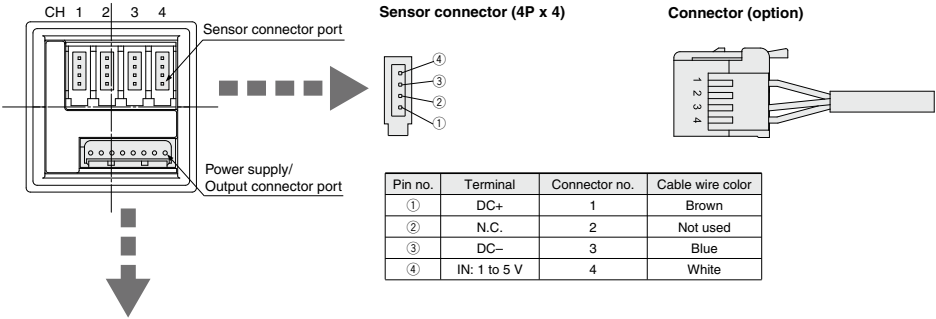 CH 1 2 3 4
Sensor connector port
Power supply/
Output connector port
Sensor connector (4P x 4)
④
③
②
①
Connector (option)
1
2
3
4
Pin no. Terminal Connector no. Cable wire color
① DC+ 1 Brown
② N.C. 2 Not used
③ DC– 3 Blue
④ IN: 1 to 5 V 4 White